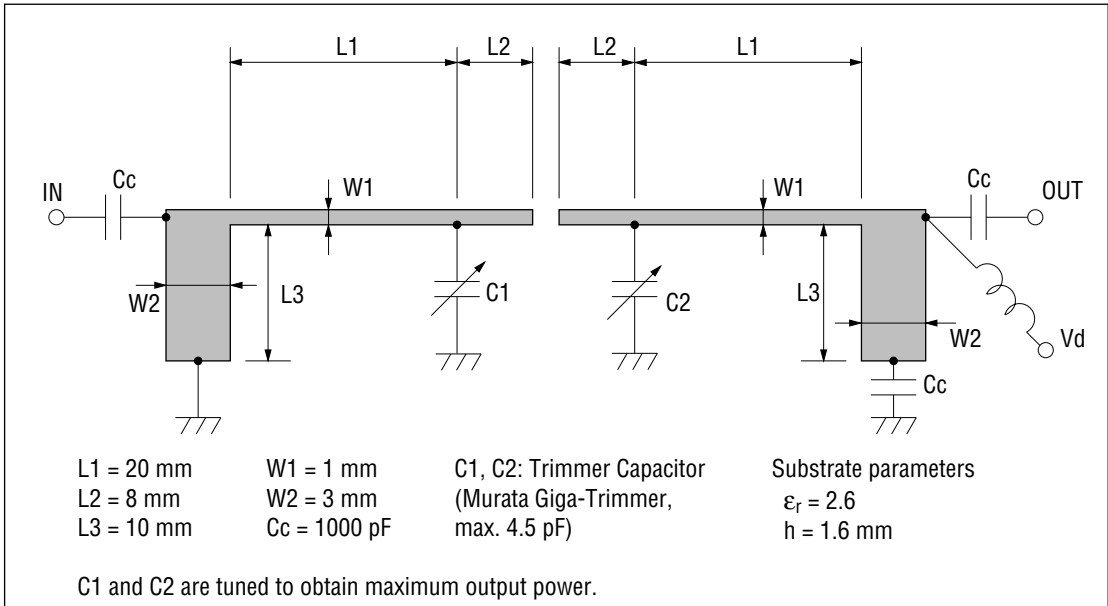 L1 L2 L2 L1
IN Cc W1 W1 Cc OUT
W2 L3 C1 C2 L3 W2 Vd
Cc
L1 = 20 mm W1 = 1 mm C1, C2: Trimmer Capacitor Substrate parameters
L2 = 8 mm W2 = 3 mm (Murata Giga-Trimmer, εr = 2.6
L3 = 10 mm Cc = 1000 pF max. 4.5 pF) h = 1.6 mm
C1 and C2 are tuned to obtain maximum output power.